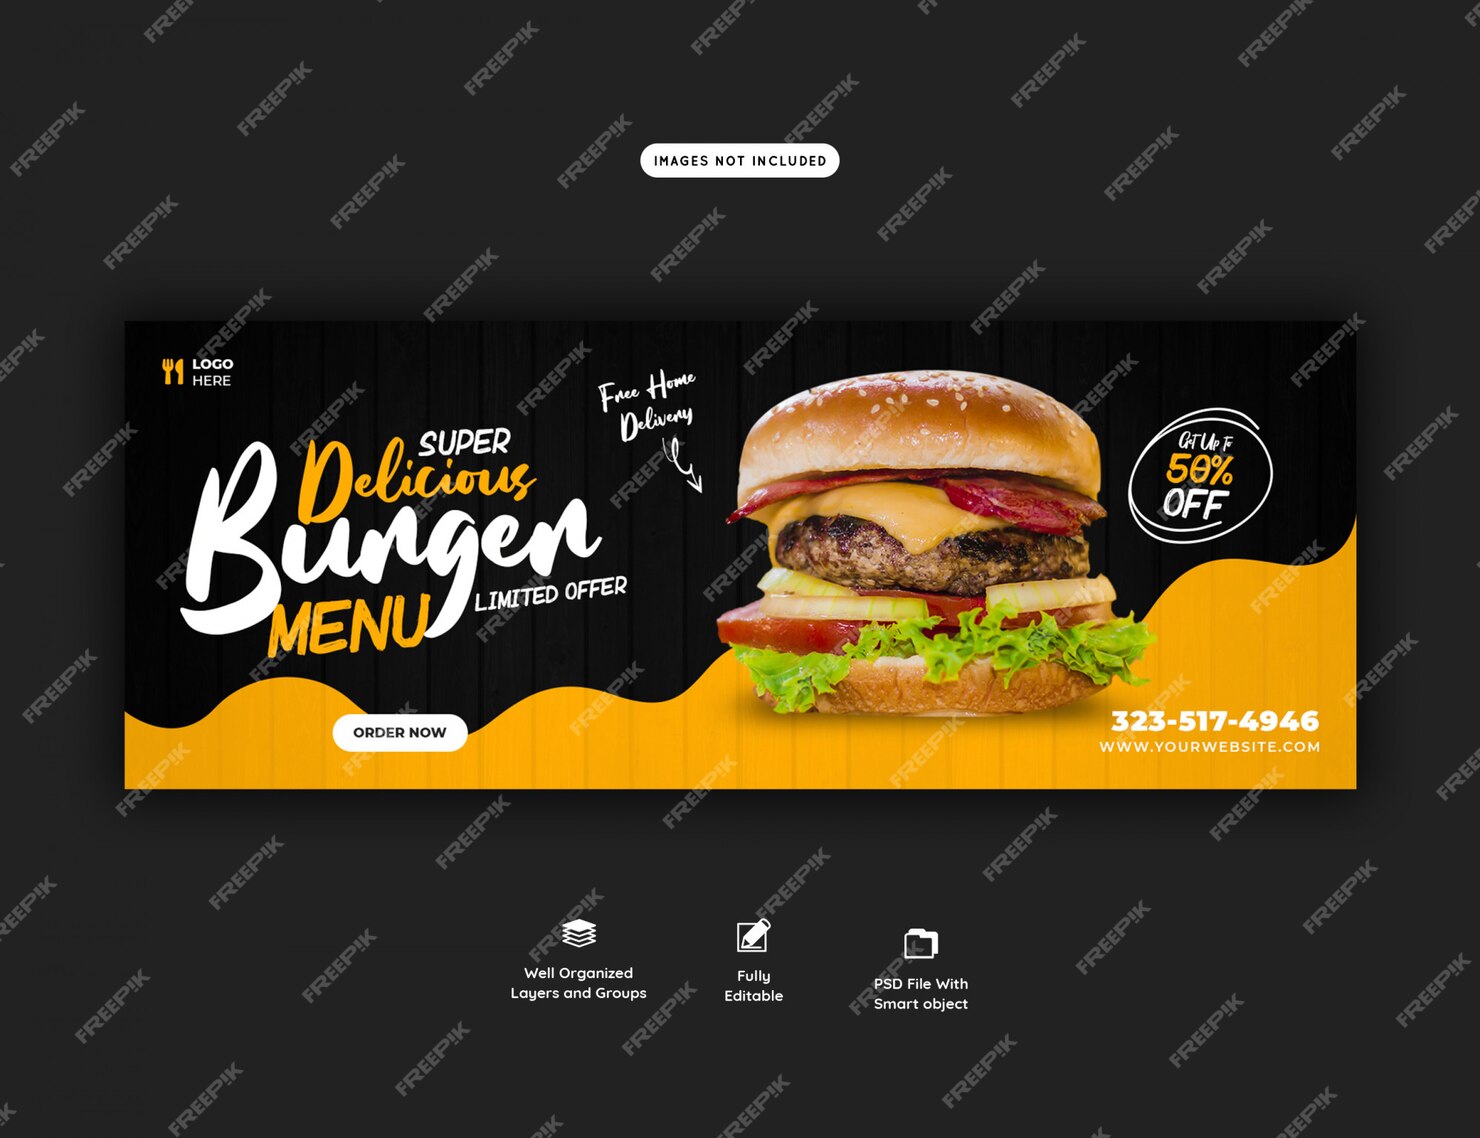 IMAGES NOT INCLUDED
LOGO
HERE
SUPER
Delicious
Burger
MENU
LIMITED OFFER
Free Home
Delivery
Get Up To
50%
OFF
ORDER NOW
323-517-4946
WWW.YOURWEBSITE.COM
Well Organized
Layers and Groups
Fully
Editable
PSD File With
Smart object
FREEPIK